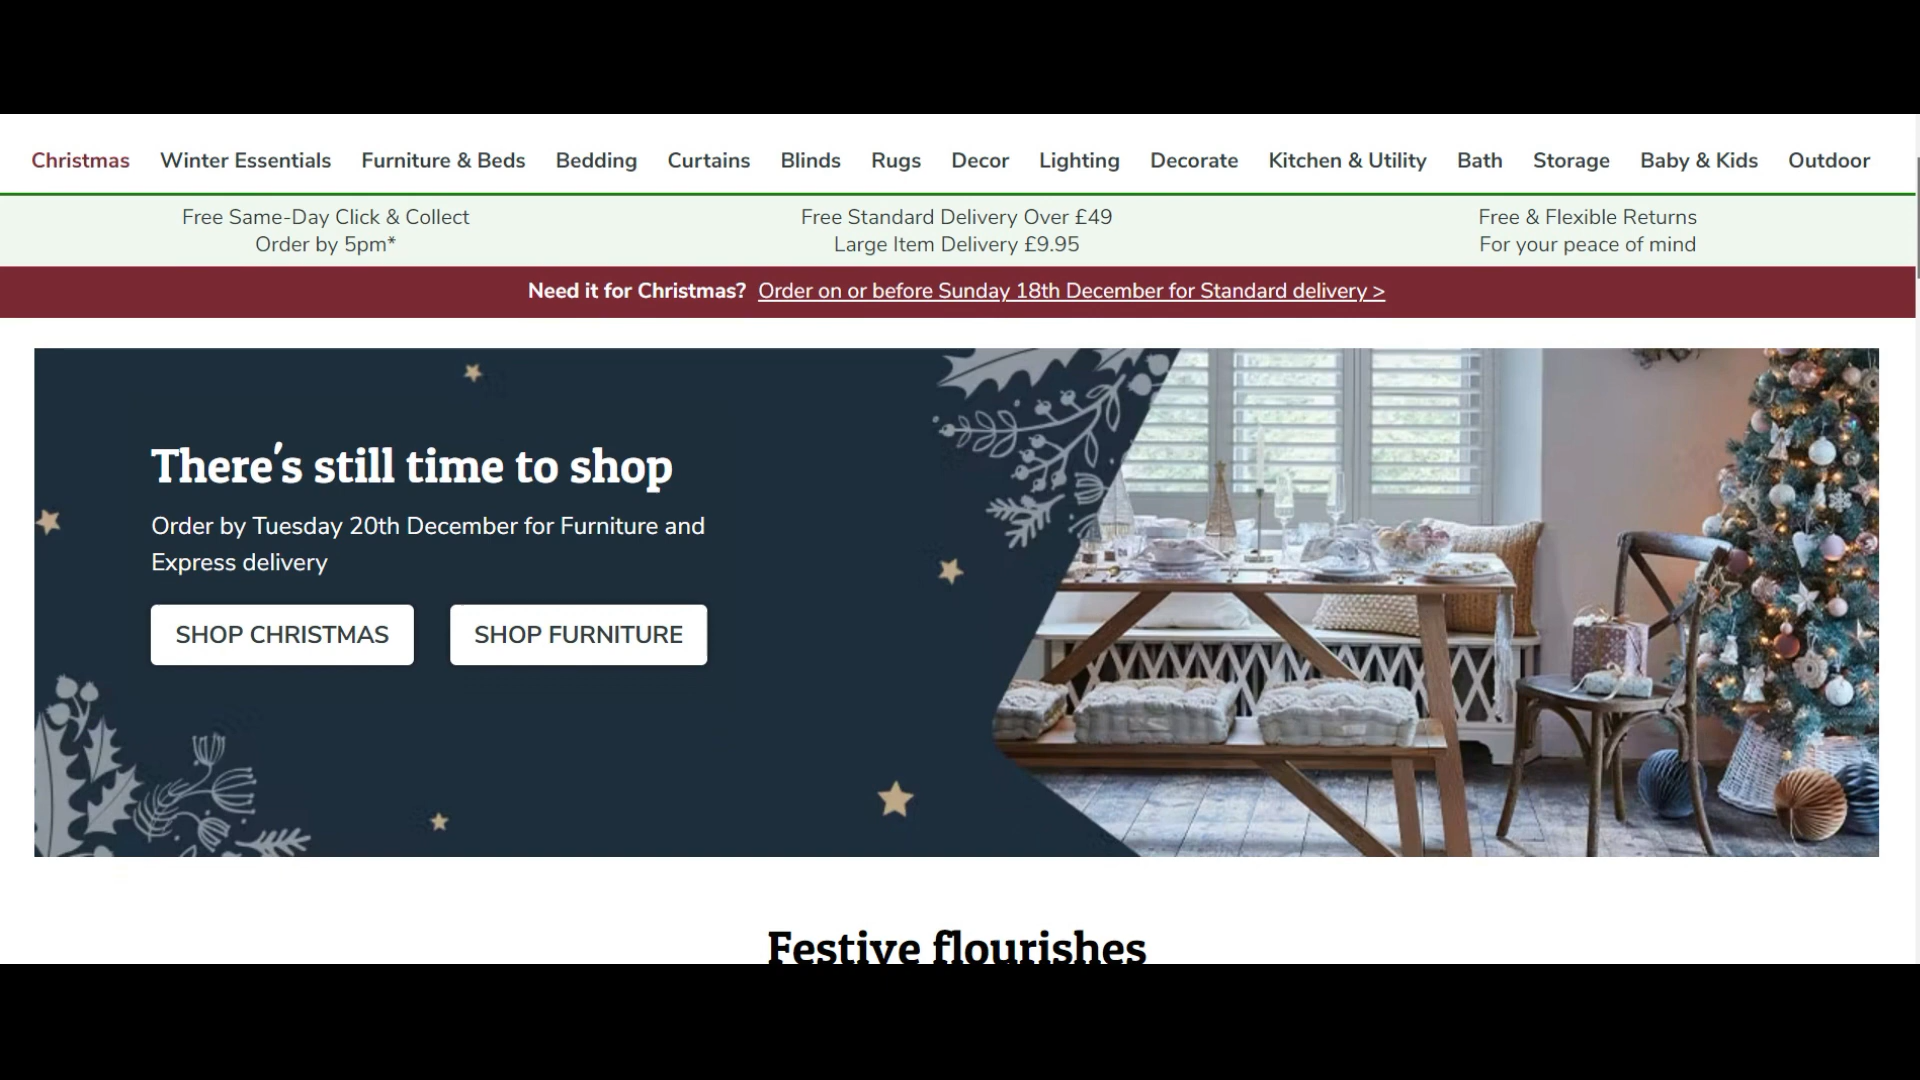 Christmas Winter Essentials Furniture & Beds Bedding Curtains Blinds Rugs Decor Lighting Decorate Kitchen & Utility Bath Storage Baby & Kids Outdoor
Free Same-Day Click & Collect
Order by 5pm*
Free Standard Delivery Over £49
Large Item Delivery £9.95
Free & Flexible Returns
For your peace of mind
Need it for Christmas? Order on or before Sunday 18th December for Standard delivery >
There's still time to shop
Order by Tuesday 20th December for Furniture and
Express delivery
SHOP CHRISTMAS SHOP FURNITURE
Festive flourishes